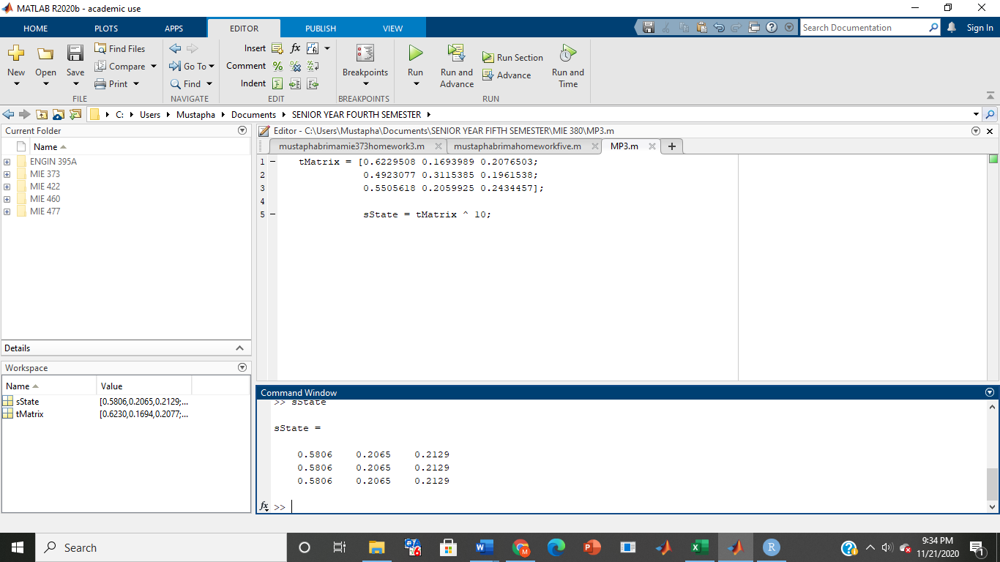 MATLAB R2020b - academic use
HOME PLOTS APPS EDITOR PUBLISH VIEW Search Documentation Sign In
New Open Save Find Files Compare Print
FILE
Go To Find
NAVIGATE
Insert fx
Comment %
Indent
EDIT
Breakpoints
BREAKPOINTS
Run Run and Advance Run Section Advance Run and Time
RUN
C: Users Mustapha Documents SENIOR YEAR FOURTH SEMESTER
Current Folder
Name
ENGIN 395A
MIE 373
MIE 422
MIE 460
MIE 477
Details
Workspace
Name Value
sState [0.5806,0.2065,0.2129;...
tMatrix [0.6230,0.1694,0.2077;...
Editor - C:\Users\Mustapha\Documents\SENIOR YEAR FIFTH SEMESTER\MIE 380\MP3.m
mustaphabrimamie373homework3.m mustaphabrimahomeworkfive.m MP3.m +
1 – tMatrix = [0.6229508 0.1693989 0.2076503;
2 0.4923077 0.3115385 0.1961538;
3 0.5505618 0.2059925 0.2434457];
4
5 – sState = tMatrix ^ 10;
Command Window
>> sState
sState =
0.5806 0.2065 0.2129
0.5806 0.2065 0.2129
0.5806 0.2065 0.2129
fx >>
Search
9:34 PM
11/21/2020